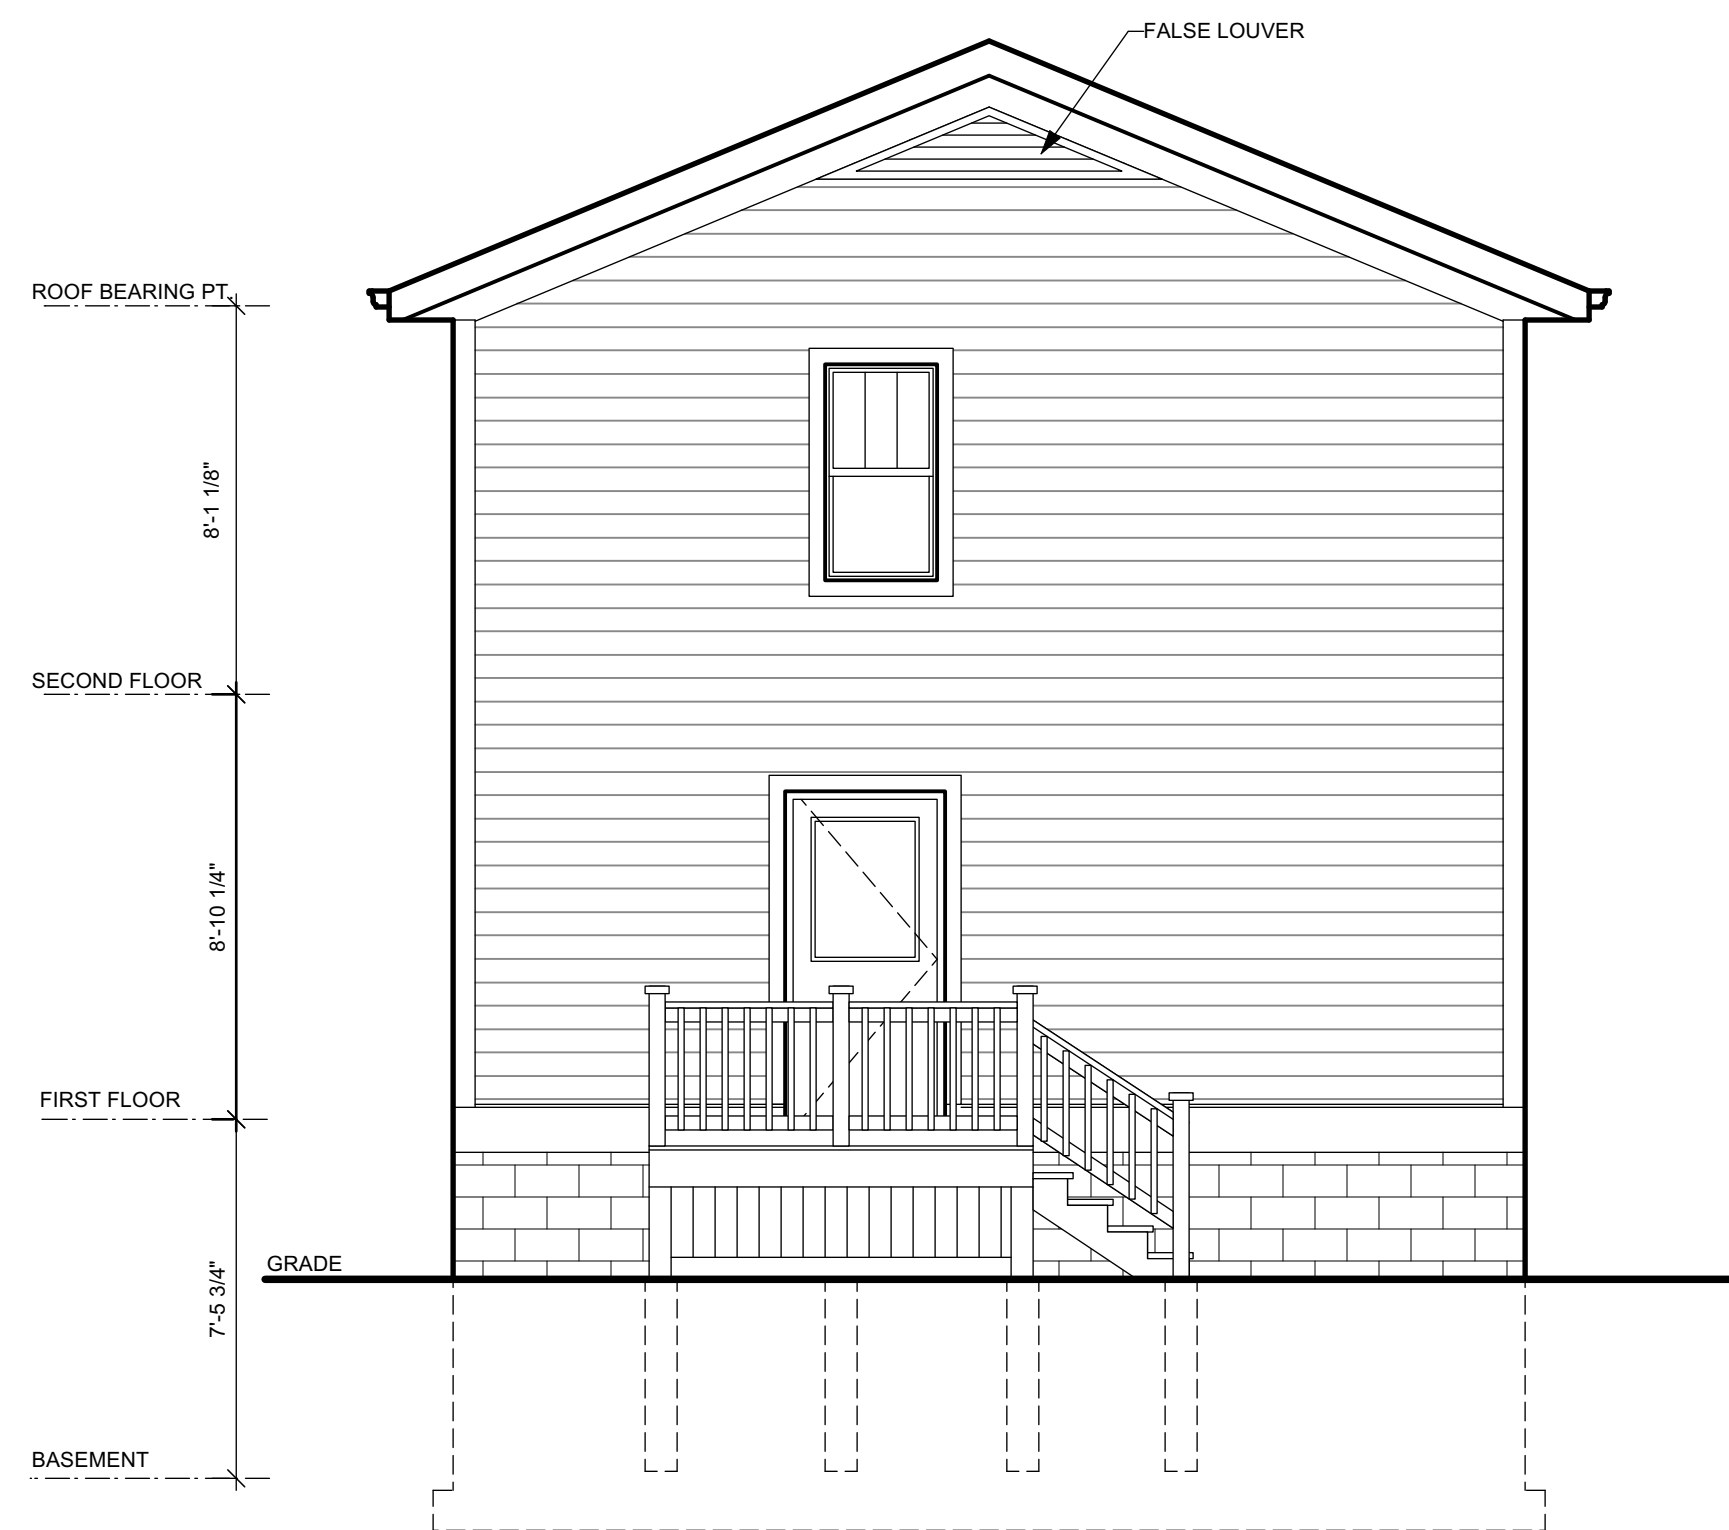 FALSE LOUVER
ROOF BEARING PT.
8'-1 1/8"
SECOND FLOOR
8'-10 1/4"
FIRST FLOOR
GRADE
7'-5 3/4"
BASEMENT